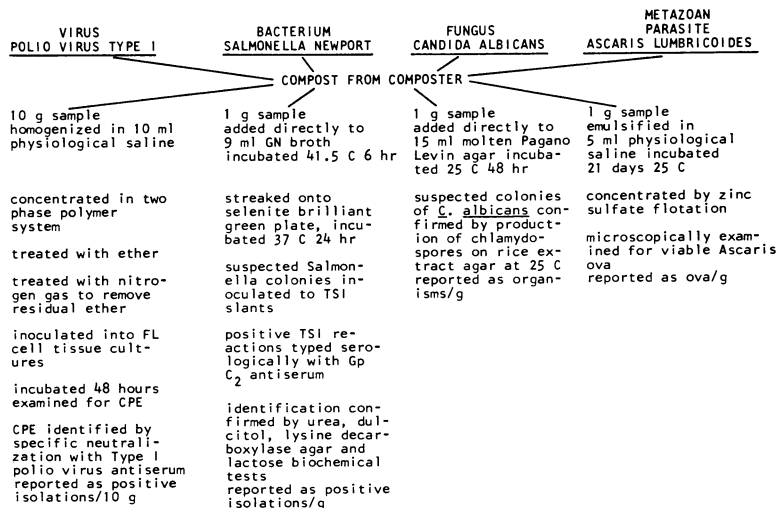 VIRUS
POLIO VIRUS TYPE I
BACTERIUM
SALMONELLA NEWPORT
FUNGUS
CANDIDA ALBICANS
METAZOAN
PARASITE
ASCARIS LUMBRICOIDES
COMPOST FROM COMPOSTER
10 g sample
homogenized in 10 ml
physiological saline
concentrated in two
phase polymer
system
treated with ether
treated with nitro-
gen gas to remove
residual ether
inoculated into FL
cell tissue cult-
ures
incubated 48 hours
examined for CPE
CPE identified by
specific neutrali-
zation with Type I
polio virus antiserum
reported as positive
isolations/10 g
1 g sample
added directly to
9 ml GN broth
incubated 41.5 C 6 hr
streaked onto
selenite brilliant
green plate, incu-
bated 37 C 24 hr
suspected Salmon-
ella colonies in-
oculated to TSI
slants
positive TSI re-
actions typed sero-
logically with Gp
C2 antiserum
identification con-
firmed by urea, dul-
citol, lysine decar-
boxylase agar and
lactose biochemical
tests
reported as positive
isolations/g
1 g sample
added directly to
15 ml molten Pagano
Levin agar incuba-
ted 25 C 48 hr
suspected colonies
of C. albicans con-
firmed by product-
ion of chlamydo-
spores on rice ex-
tract agar at 25 C
reported as organ-
isms/g
1 g sample
emulsified in
5 ml physiological
saline incubated
21 days 25 C
concentrated by zinc
sulfate flotation
microscopically exam-
ined for viable Ascaris
ova
reported as ova/g